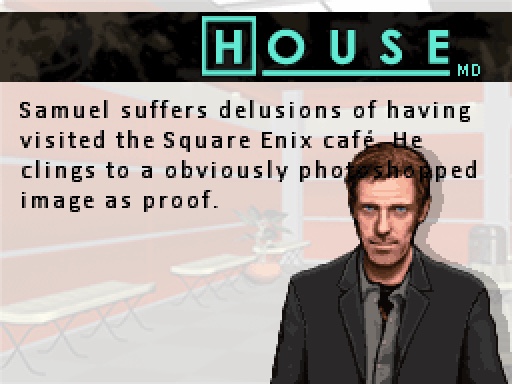 HOUSE
MD
Samuel suffers delusions of having
visited the Square Enix café. He
clings to a obviously photoshopped
image as proof.